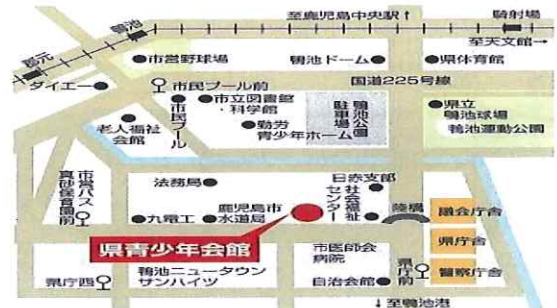 至鹿児島中央駅↑
騎射場
至天文館→
鴨池
郡元
市営野球場
鴨池ドーム
県体育館
ダイエー
市民プール前
国道225号線
市立図書館
・科学館
市民プール
勤労
青少年ホーム
鴨池公園
駐車場
県立
鴨池球場
鴨池運動公園
老人福祉
会館
市営バス
真砂保育園前
法務局
日赤支部
社会福祉
センター
陸橋
議会庁舎
九電工
鹿児島市
水道局
県青少年会館
県庁舎
市医師会
病院
県庁前
警察庁舎
県庁西
鴨池ニュータウン
サンハイツ
自治会館
↓至鴨池港